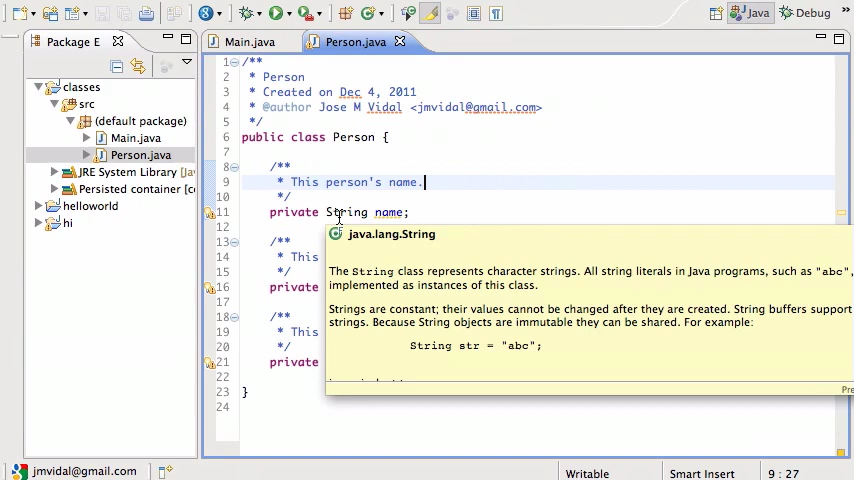 Java
Debug
Package E
Main.java
Person.java
classes
src
(default package)
Main.java
Person.java
JRE System Library [Jav
Persisted container [co
helloworld
hi
1 /**
2 * Person
3 * Created on Dec 4, 2011
4 * @author Jose M Vidal <jmvidal@gmail.com>
5 */
6 public class Person {
7
8 /**
9 * This person's name.
10 */
11 private String name;
12
13 /**
14 * This
15 */
16 private
17
18 /**
19 * This
20 */
21 private
22
23 }
24
java.lang.String
The String class represents character strings. All string literals in Java programs, such as "abc",
implemented as instances of this class.
Strings are constant; their values cannot be changed after they are created. String buffers support
strings. Because String objects are immutable they can be shared. For example:
String str = "abc";
Pre
jmvidal@gmail.com
Writable
Smart Insert
9 : 27